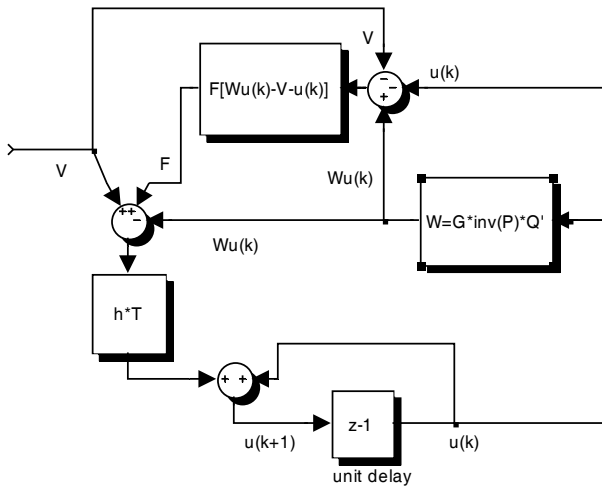 V
u(k)
F[Wu(k)-V-u(k)]
−
−
+
V
F
Wu(k)
++
−
W=G*inv(P)*Q'
Wu(k)
h*T
+ +
z-1
u(k+1)
u(k)
unit delay